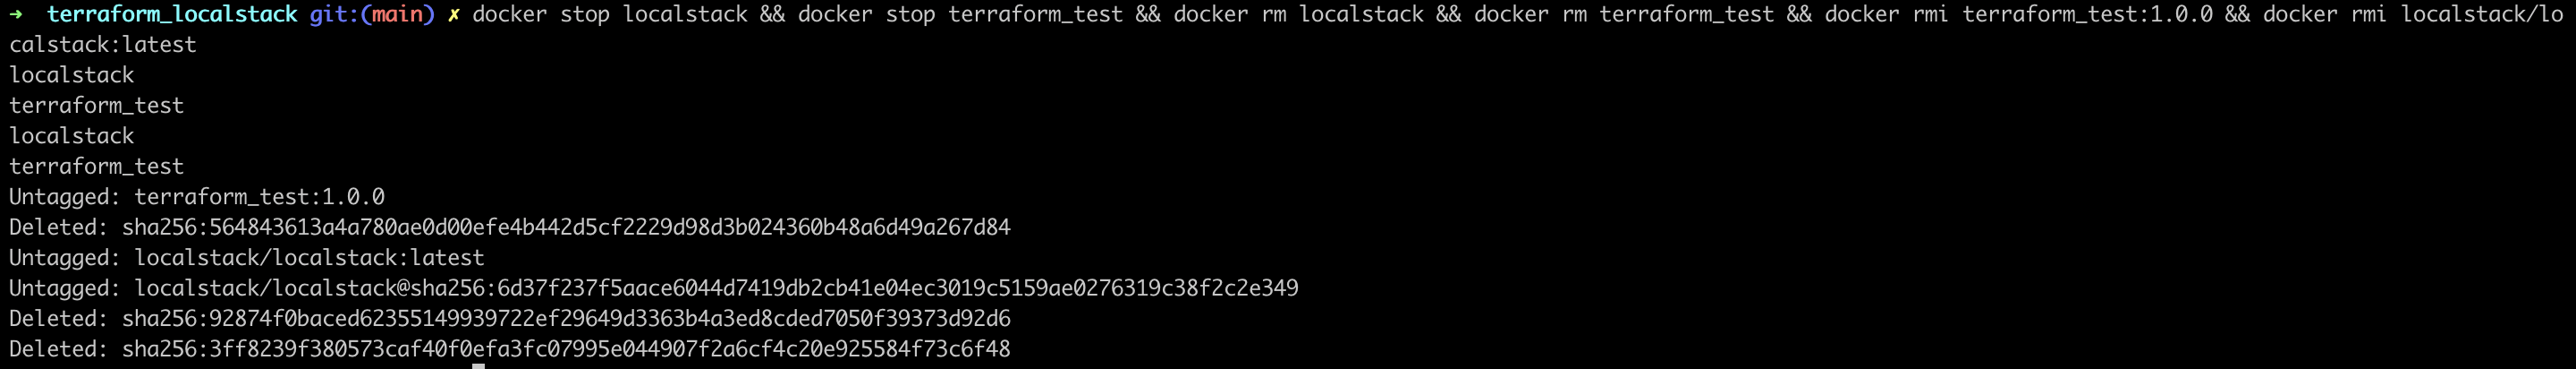 ➜  terraform_localstack git:(main) ✗ docker stop localstack && docker stop terraform_test && docker rm localstack && docker rm terraform_test && docker rmi terraform_test:1.0.0 && docker rmi localstack/lo
calstack:latest
localstack
terraform_test
localstack
terraform_test
Untagged: terraform_test:1.0.0
Deleted: sha256:564843613a4a780ae0d00efe4b442d5cf2229d98d3b024360b48a6d49a267d84
Untagged: localstack/localstack:latest
Untagged: localstack/localstack@sha256:6d37f237f5aace6044d7419db2cb41e04ec3019c5159ae0276319c38f2c2e349
Deleted: sha256:92874f0baced62355149939722ef29649d3363b4a3ed8cded7050f39373d92d6
Deleted: sha256:3ff8239f380573caf40f0efa3fc07995e044907f2a6cf4c20e925584f73c6f48